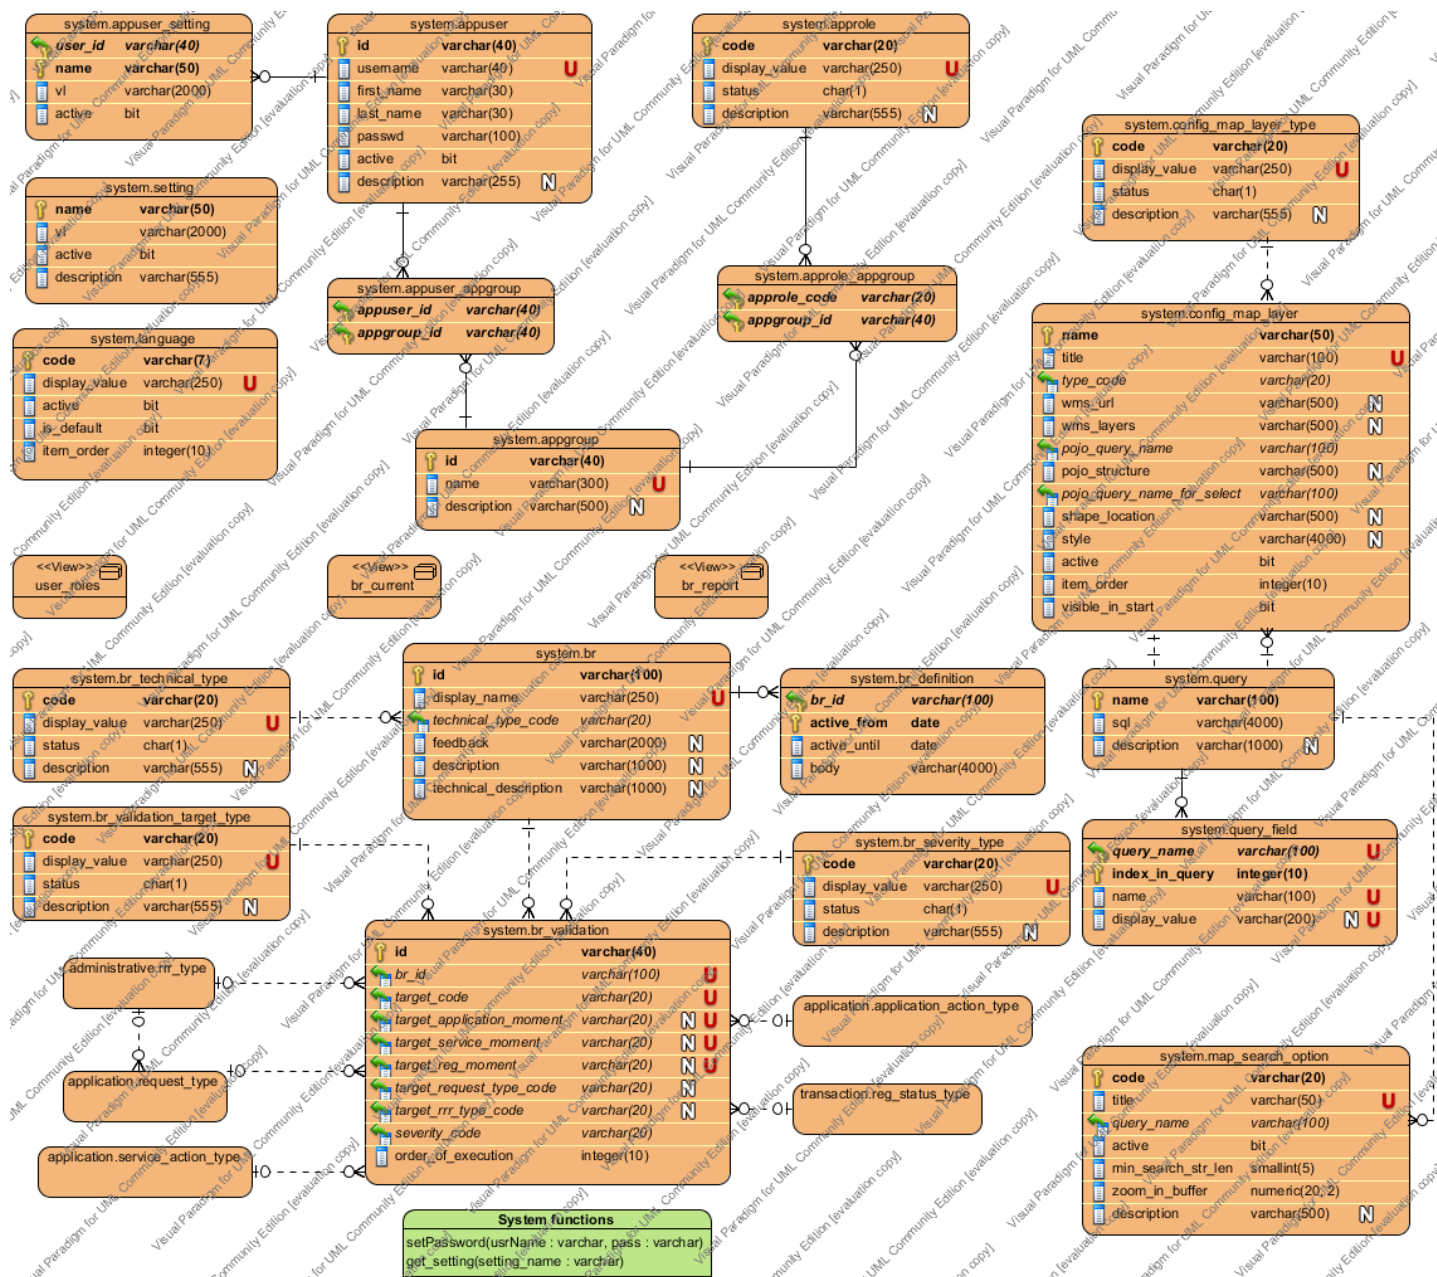 system.appuser_setting
user_id varchar(40)
name varchar(50)
vl varchar(2000)
active bit
system.appuser
id varchar(40)
username varchar(40) U
first_name varchar(30)
last_name varchar(30)
passwd varchar(100)
active bit
description varchar(255) N
system.approle
code varchar(20)
display_value varchar(250) U
status char(1)
description varchar(555) N
system.config_map_layer_type
code varchar(20)
display_value varchar(250) U
status char(1)
description varchar(555) N
system.setting
name varchar(50)
vl varchar(2000)
active bit
description varchar(555)
system.appuser_appgroup
appuser_id varchar(40)
appgroup_id varchar(40)
system.approle_appgroup
approle_code varchar(20)
appgroup_id varchar(40)
system.config_map_layer
name varchar(50)
title varchar(100) U
type_code varchar(20)
wms_url varchar(500) N
wms_layers varchar(500) N
pojo_query_name varchar(100)
pojo_structure varchar(500) N
pojo_query_name_for_select varchar(100)
shape_location varchar(500) N
style varchar(4000) N
active bit
item_order integer(10)
visible_in_start bit
system.language
code varchar(7)
display_value varchar(250) U
active bit
is_default bit
item_order integer(10)
system.appgroup
id varchar(40)
name varchar(300) U
description varchar(500) N
<<View>>
user_roles
<<View>>
br_current
<<View>>
br_report
system.br_technical_type
code varchar(20)
display_value varchar(250) U
status char(1)
description varchar(555) N
system.br
id varchar(100)
display_name varchar(250) U
technical_type_code varchar(20)
feedback varchar(2000) N
description varchar(1000) N
technical_description varchar(1000) N
system.br_definition
br_id varchar(100)
active_from date
active_until date
body varchar(4000)
system.query
name varchar(100)
sql varchar(4000)
description varchar(1000) N
system.br_validation_target_type
code varchar(20)
display_value varchar(250) U
status char(1)
description varchar(555) N
system.br_severity_type
code varchar(20)
display_value varchar(250) U
status char(1)
description varchar(555) N
system.query_field
query_name varchar(100) U
index_in_query integer(10)
name varchar(100) U
display_value varchar(200) N U
system.br_validation
id varchar(40)
br_id varchar(100) U
target_code varchar(20) U
target_application_moment varchar(20) N U
target_service_moment varchar(20) N U
target_reg_moment varchar(20) N U
target_request_type_code varchar(20) N
target_rrr_type_code varchar(20) N
severity_code varchar(20)
order_of_execution integer(10)
administrative.rrr_type
application.request_type
application.service_action_type
application.application_action_type
transaction.reg_status_type
system.map_search_option
code varchar(20)
title varchar(50) U
query_name varchar(100)
active bit
min_search_str_len smallint(5)
zoom_in_buffer numeric(20, 2)
description varchar(500) N
System functions
setPassword(usrName : varchar, pass : varchar)
get_setting(setting_name : varchar)
Visual Paradigm for UML Community Edition [evaluation copy]